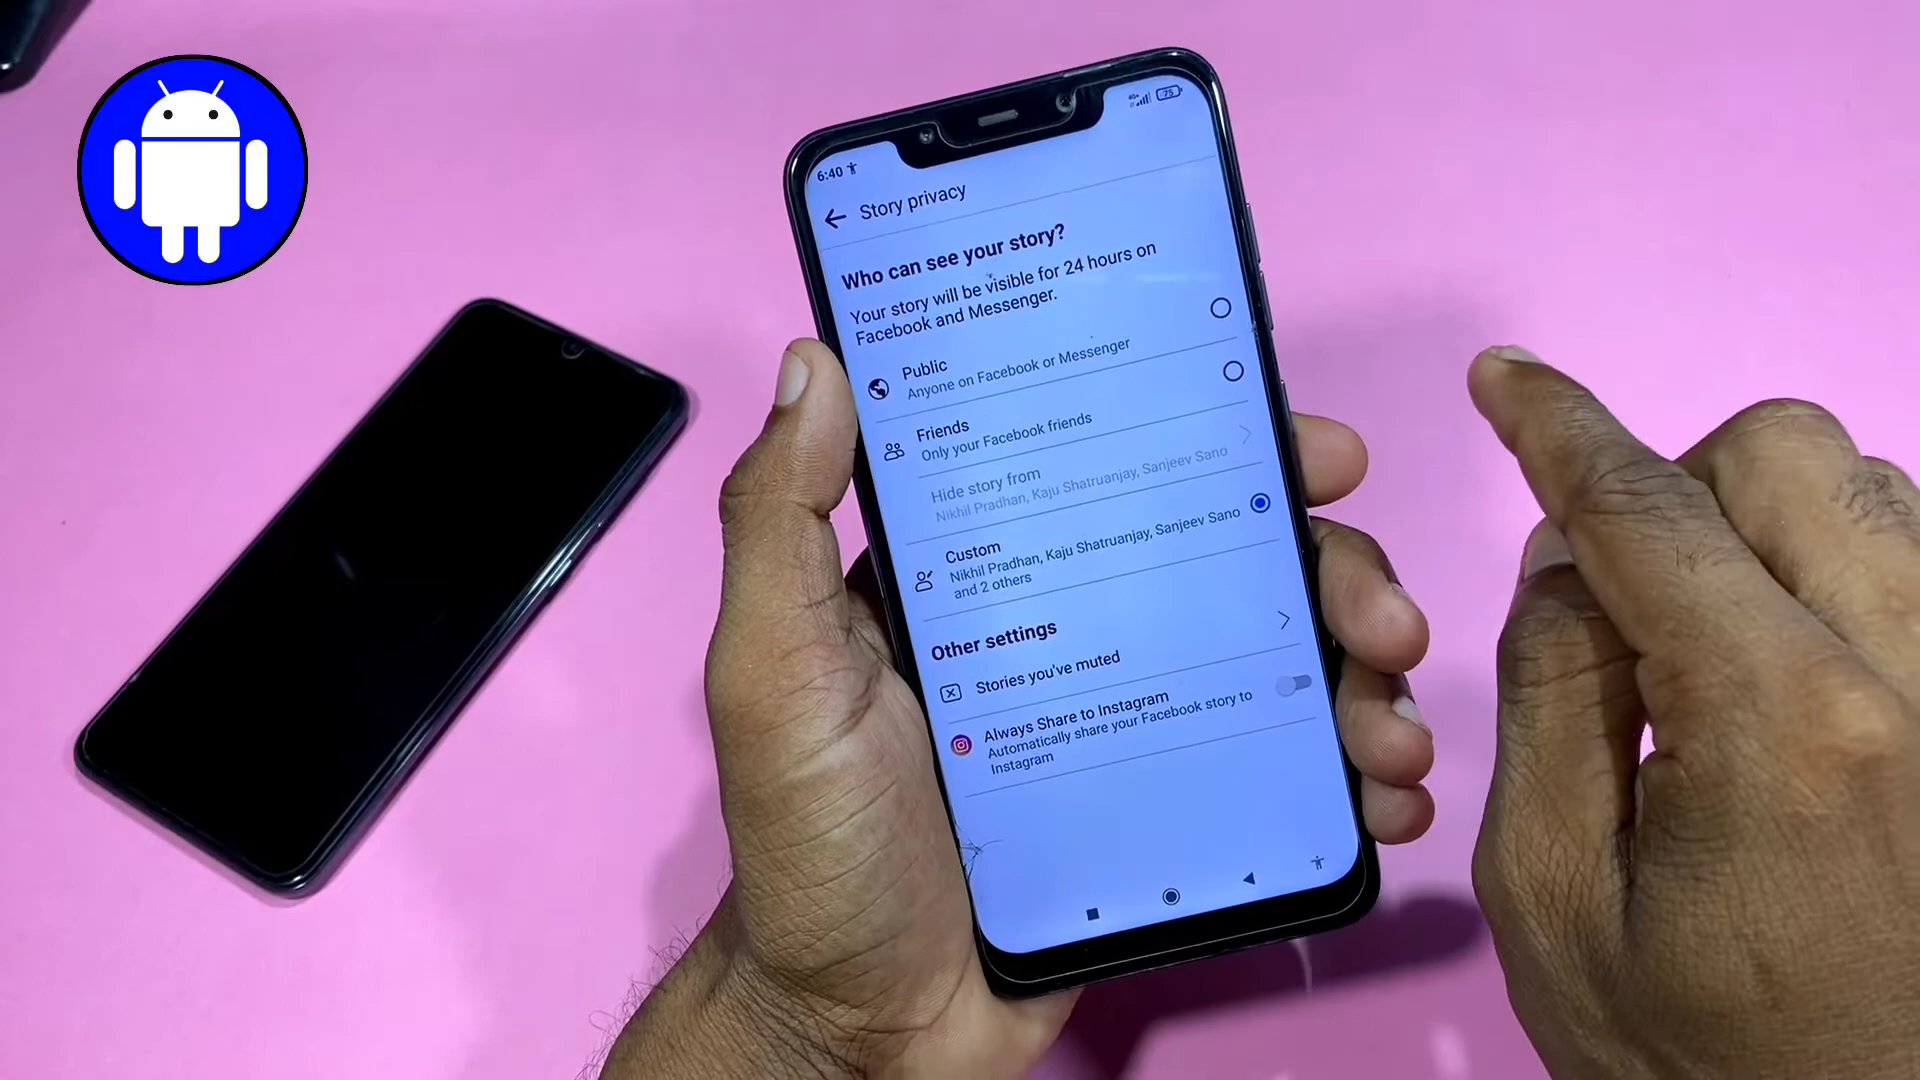 6:40
75
Story privacy
Who can see your story?
Your story will be visible for 24 hours on
Facebook and Messenger.
Public
Anyone on Facebook or Messenger
Friends
Only your Facebook friends
Hide story from
Nikhil Pradhan, Kaju Shatruanjay, Sanjeev Sano
Custom
Nikhil Pradhan, Kaju Shatruanjay, Sanjeev Sano
and 2 others
Other settings
Stories you've muted
Always Share to Instagram
Automatically share your Facebook story to
Instagram